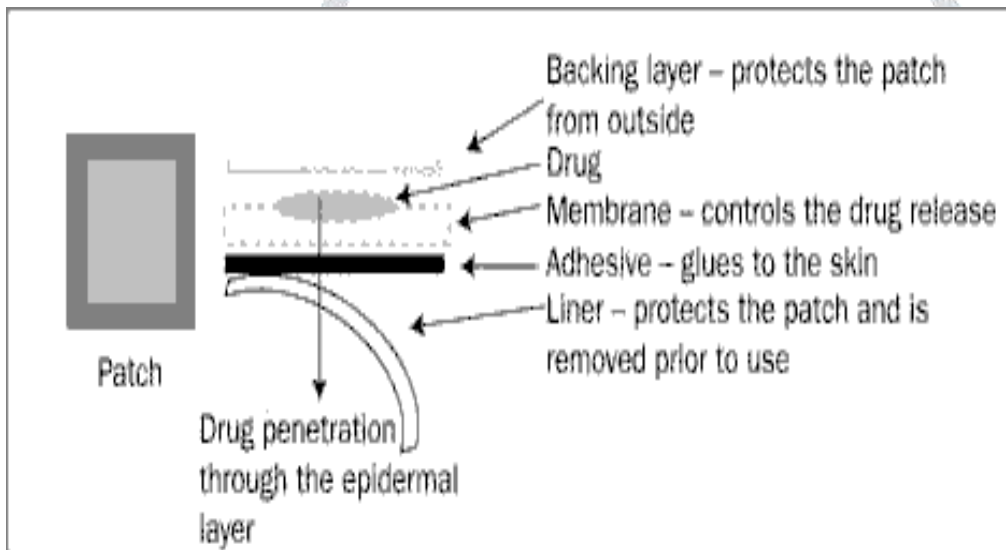 Backing layer – protects the patch
from outside
Drug
Membrane – controls the drug release
Adhesive – glues to the skin
Liner – protects the patch and is
removed prior to use
Patch
Drug penetration
through the epidermal
layer